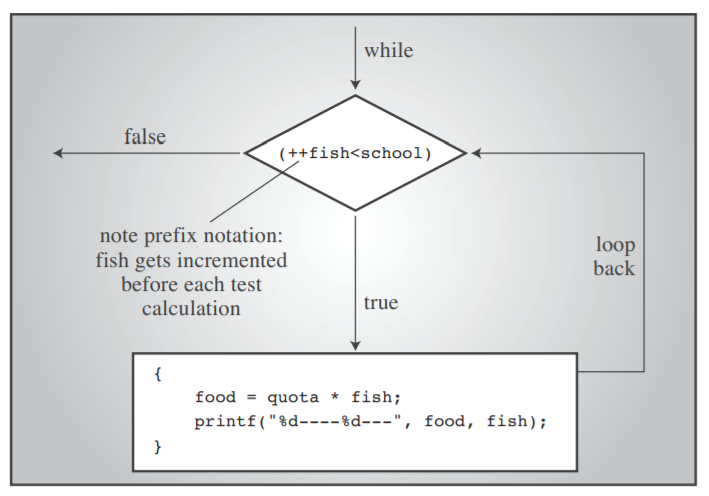 while
false
(++fish<school)
note prefix notation:
fish gets incremented
before each test
calculation
loop
back
true
{
food = quota * fish;
printf("%d----%d---", food, fish);
}